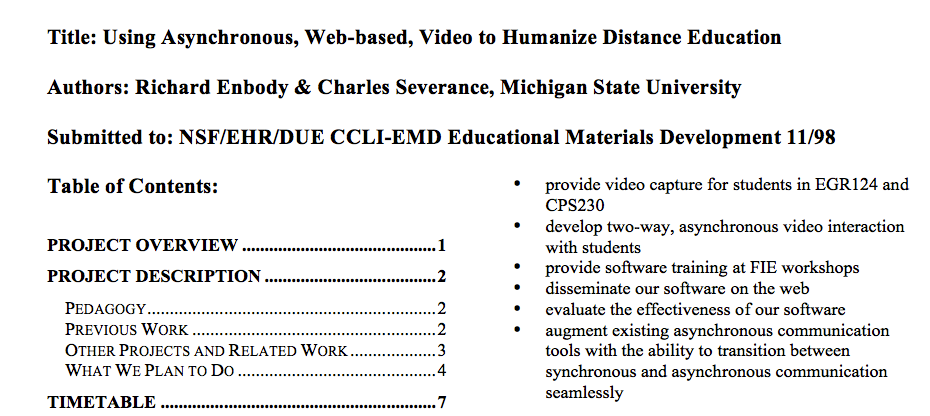 Title: Using Asynchronous, Web-based, Video to Humanize Distance Education
Authors: Richard Enbody & Charles Severance, Michigan State University
Submitted to: NSF/EHR/DUE CCLI-EMD Educational Materials Development 11/98
Table of Contents:
PROJECT OVERVIEW ..........................................1
PROJECT DESCRIPTION .....................................2
PEDAGOGY.......................................................2
PREVIOUS WORK ..............................................2
OTHER PROJECTS AND RELATED WORK...................3
WHAT WE PLAN TO DO .......................................4
TIMETABLE ............................................................7
• provide video capture for students in EGR124 and
CPS230
• develop two-way, asynchronous video interaction
with students
• provide software training at FIE workshops
• disseminate our software on the web
• evaluate the effectiveness of our software
• augment existing asynchronous communication
tools with the ability to transition between
synchronous and asynchronous communication
seamlessly